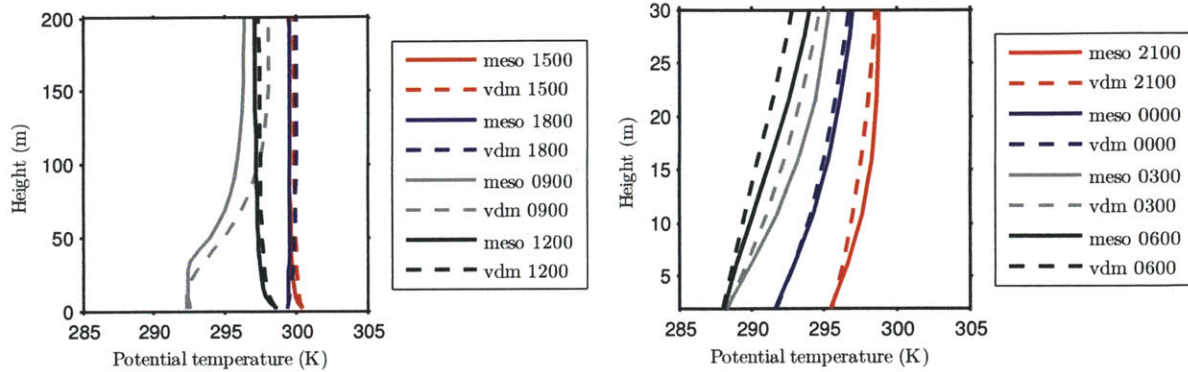 200
150
100
50
0
Height (m)
285 290 295 300 305
Potential temperature (K)
meso 1500
vdm 1500
meso 1800
vdm 1800
meso 0900
vdm 0900
meso 1200
vdm 1200
30
25
20
15
10
5
Height (m)
285 290 295 300 305
Potential temperature (K)
meso 2100
vdm 2100
meso 0000
vdm 0000
meso 0300
vdm 0300
meso 0600
vdm 0600